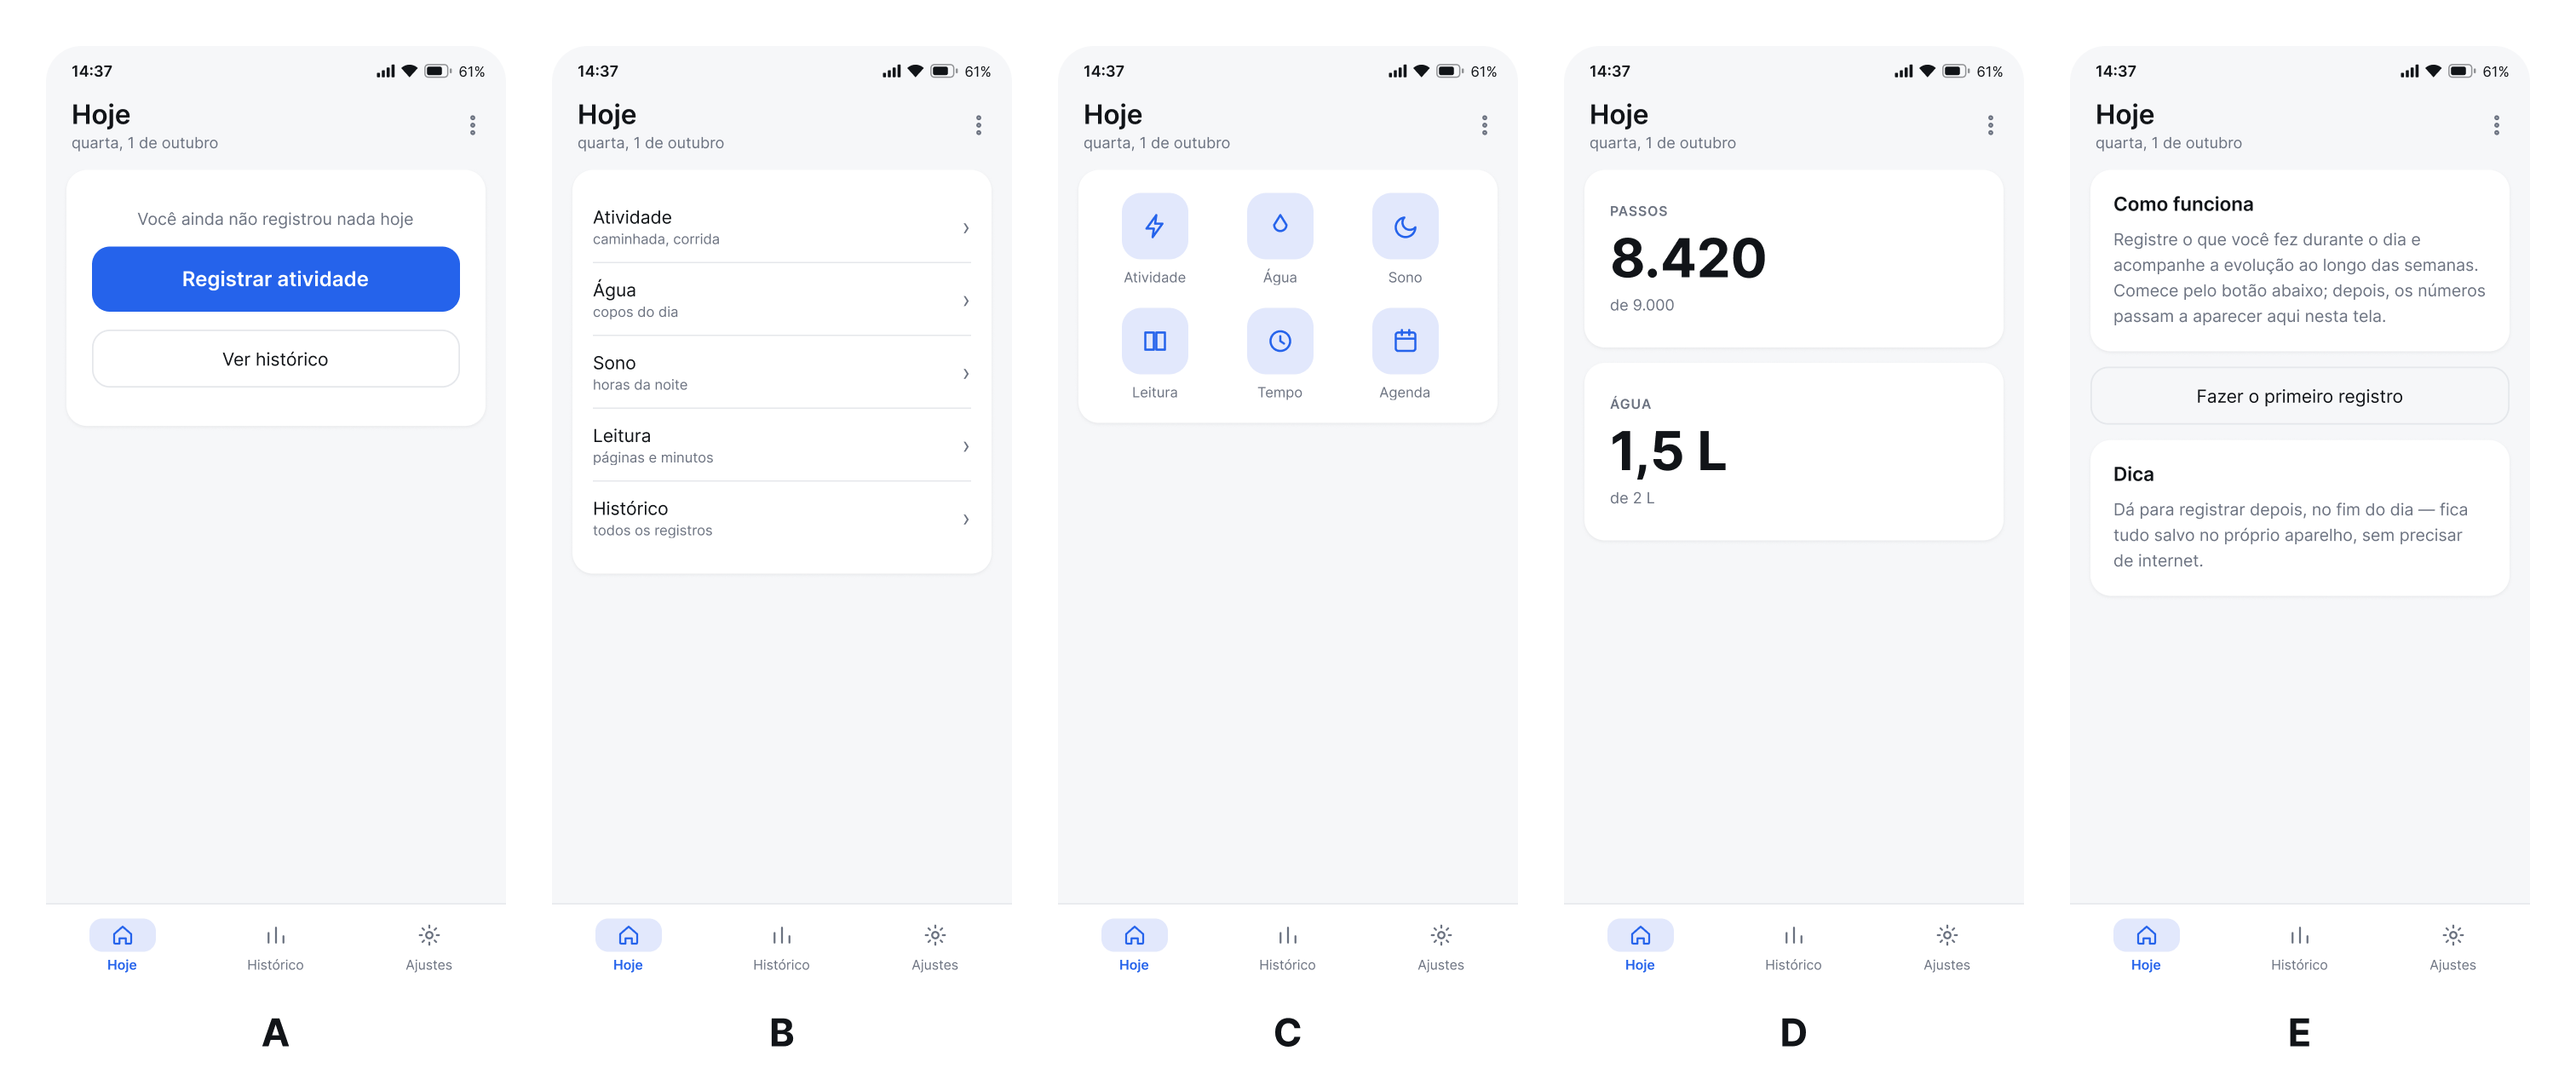 14:37
61%
Hoje
quarta, 1 de outubro
Você ainda não registrou nada hoje
Registrar atividade
Ver histórico
Hoje
Histórico
Ajustes
A
14:37
61%
Hoje
quarta, 1 de outubro
Atividade
caminhada, corrida
Água
copos do dia
Sono
horas da noite
Leitura
páginas e minutos
Histórico
todos os registros
Hoje
Histórico
Ajustes
B
14:37
61%
Hoje
quarta, 1 de outubro
Atividade
Água
Sono
Leitura
Tempo
Agenda
Hoje
Histórico
Ajustes
C
14:37
61%
Hoje
quarta, 1 de outubro
PASSOS
8.420
de 9.000
ÁGUA
1,5 L
de 2 L
Hoje
Histórico
Ajustes
D
14:37
61%
Hoje
quarta, 1 de outubro
Como funciona
Registre o que você fez durante o dia e
acompanhe a evolução ao longo das semanas.
Comece pelo botão abaixo; depois, os números
passam a aparecer aqui nesta tela.
Fazer o primeiro registro
Dica
Dá para registrar depois, no fim do dia — fica
tudo salvo no próprio aparelho, sem precisar
de internet.
Hoje
Histórico
Ajustes
E